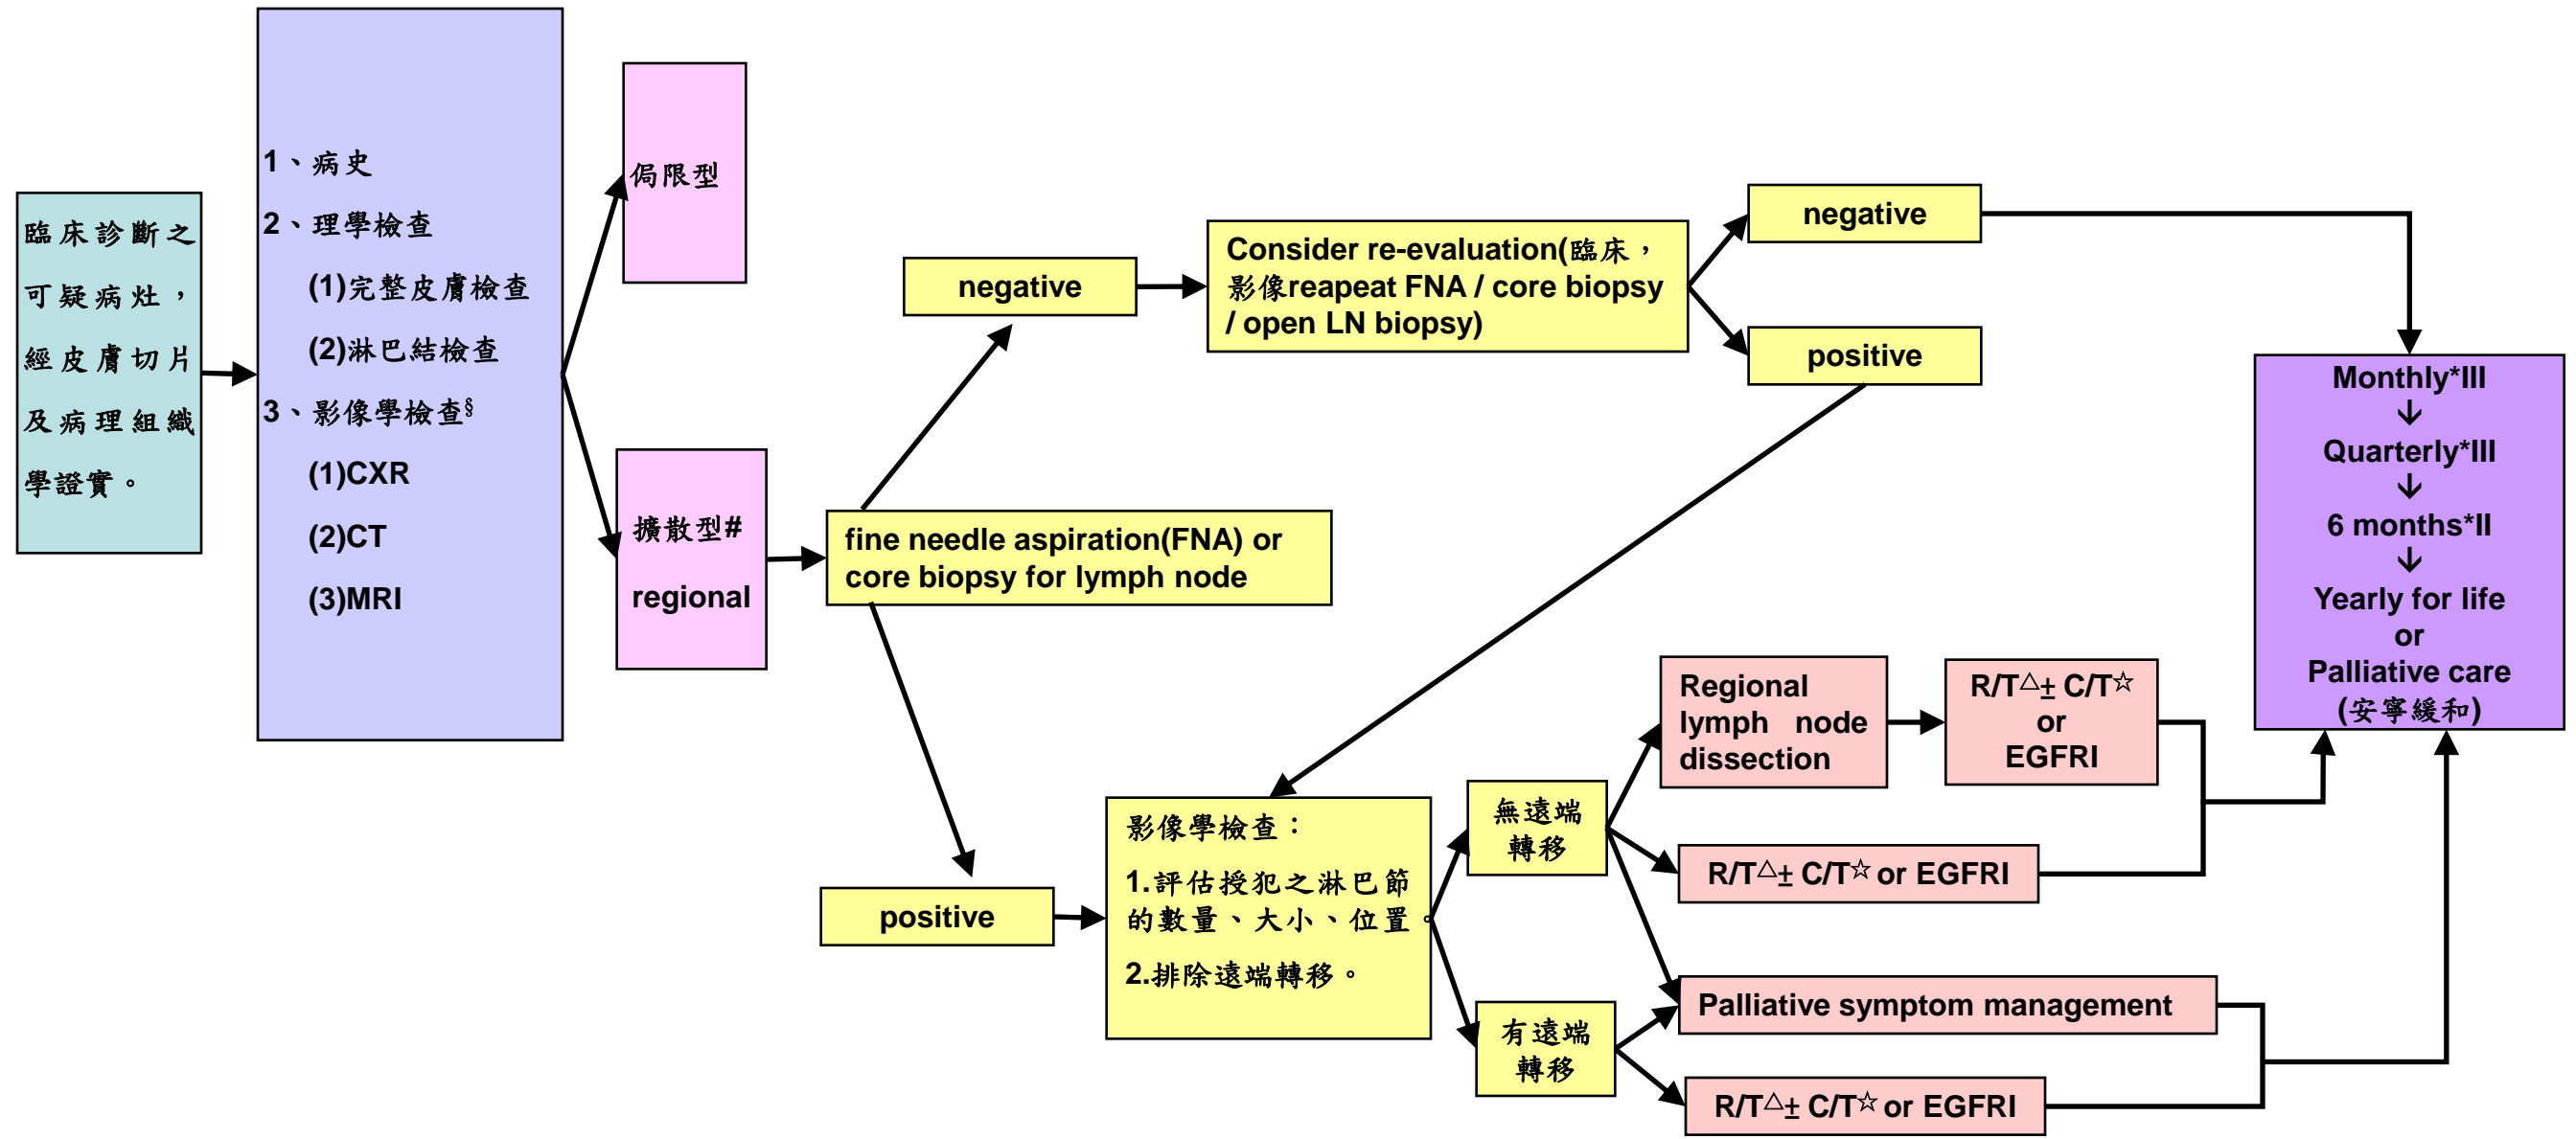 臨床診斷之
可疑病灶，
經皮膚切片
及病理組織
學證實。
1、病史
2、理學檢查
(1)完整皮膚檢查
(2)淋巴結檢查
3、影像學檢查§
(1)CXR
(2)CT
(3)MRI
侷限型
擴散型#
regional
fine needle aspiration(FNA) or
core biopsy for lymph node
negative
Consider re-evaluation(臨床，
影像reapeat FNA / core biopsy
/ open LN biopsy)
negative
positive
positive
影像學檢查：
1.評估授犯之淋巴節
的數量、大小、位置。
2.排除遠端轉移。
無遠端
轉移
有遠端
轉移
Regional
lymph node
dissection
R/T△± C/T☆
or
EGFRI
R/T△± C/T☆ or EGFRI
Palliative symptom management
R/T△± C/T☆ or EGFRI
Monthly*III
↓
Quarterly*III
↓
6 months*II
↓
Yearly for life
or
Palliative care
(安寧緩和)